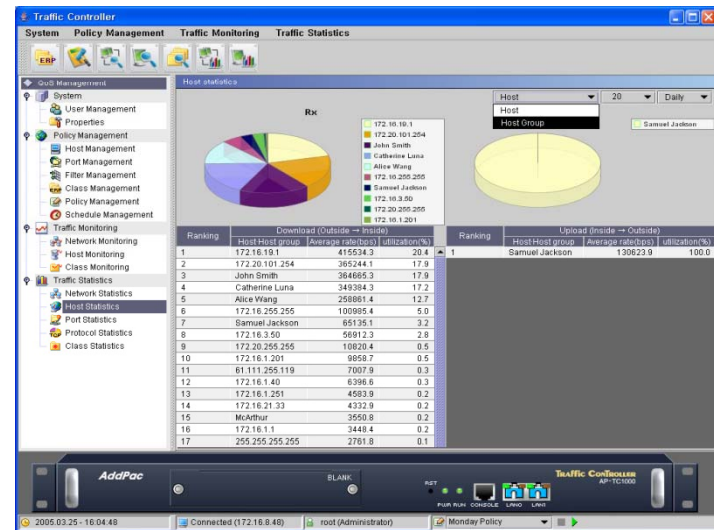 Traffic Controller
System Policy Management Traffic Monitoring Traffic Statistics
ERP
QoS Management
System
User Management
Properties
Policy Management
Host Management
Port Management
Filter Management
Class Management
Policy Management
Schedule Management
Traffic Monitoring
Network Monitoring
Host Monitoring
Class Monitoring
Traffic Statistics
Network Statistics
Host Statistics
Port Statistics
Protocol Statistics
Class Statistics
Host statistics
Host 20 Daily
Host
Host Group
Rx
172.16.19.1
172.20.101.254
John Smith
Catherine Luna
Alice Wang
172.16.255.255
Samuel Jackson
172.16.3.50
172.20.255.255
172.16.1.201
Samuel Jackson
Ranking Download (Outside → Inside)
Host Host group Average rate(bps) utilization(%)
1 172.16.19.1 415534.3 20.4
2 172.20.101.254 365244.1 17.9
3 John Smith 364665.3 17.9
4 Catherine Luna 349384.3 17.2
5 Alice Wang 258861.4 12.7
6 172.16.255.255 100985.4 5.0
7 Samuel Jackson 65135.1 3.2
8 172.16.3.50 56912.3 2.8
9 172.20.255.255 10820.4 0.5
10 172.16.1.201 9858.7 0.5
11 61.111.255.119 7007.9 0.3
12 172.16.1.40 6396.6 0.3
13 172.16.1.251 4583.9 0.2
14 172.16.21.33 4332.9 0.2
15 McArthur 3550.8 0.2
16 172.16.1.1 3448.4 0.2
17 255.255.255.255 2761.8 0.1
Ranking Upload (Inside → Outside)
Host Host group Average rate(bps) utilization(%)
1 Samuel Jackson 130623.9 100.0
AddPac
BLANK
RST
PWR RUN CONSOLE LAN0 LAN1
Traffic Controller
AP-TC1000
2005.03.25 - 16:04:48 Connected (172.16.8.48) root (Administrator) Monday Policy